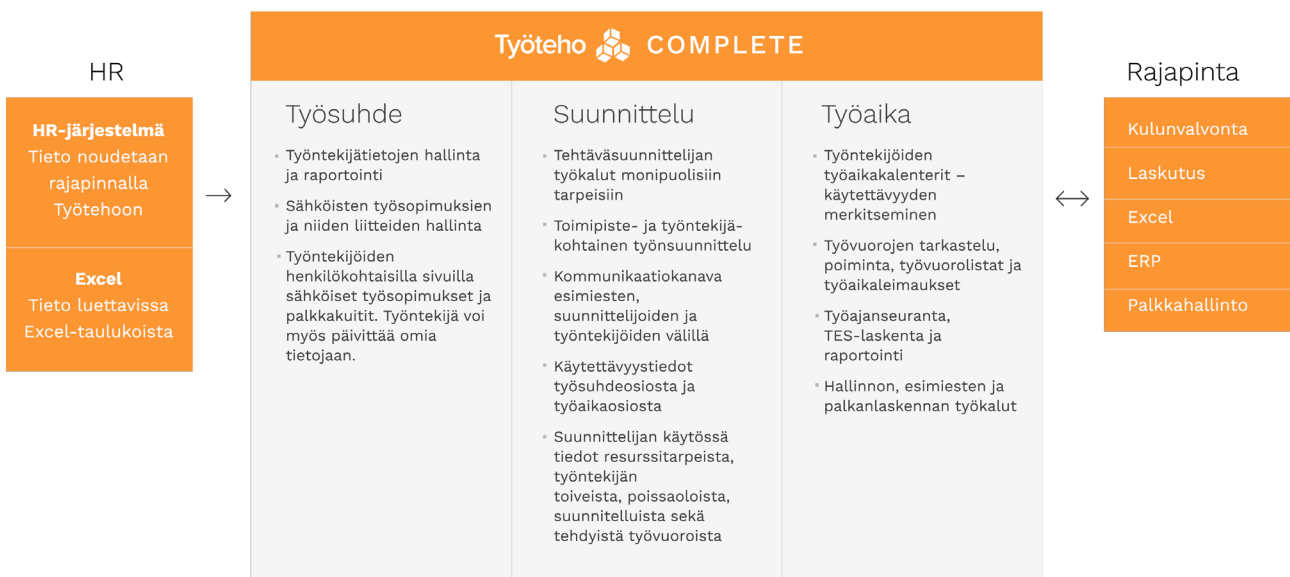 HR
HR-järjestelmä
Tieto noudetaan
rajapinnalla
Työtehoon
Excel
Tieto luettavissa
Excel-taulukoista
Työteho COMPLETE
Työsuhde
Työntekijätietojen hallinta
ja raportointi
Sähköisten työsopimuksien
ja niiden liitteiden hallinta
Työntekijöiden
henkilökohtaisilla sivuilla
sähköiset työsopimukset ja
palkkakuitit. Työntekijä voi
myös päivittää omia
tietojaan.
Suunnittelu
Tehtäväsuunnittelijan
työkalut monipuolisiin
tarpeisiin
Toimipiste- ja työntekijä-
kohtainen työnsuunnittelu
Kommunikaatiokanava
esimiesten,
suunnittelijoiden ja
työntekijöiden välillä
Käytettävyystiedot
työsuhdeosiosta ja
työaikaosiosta
Suunnittelijan käytössä
tiedot resurssitarpeista,
työntekijän
toiveista, poissaoloista,
suunnitelluista sekä
tehdyistä työvuoroista
Työaika
Työntekijöiden
työaikakalenterit –
käytettävyyden
merkitseminen
Työvuorojen tarkastelu,
poiminta, työvuorolistat ja
työaikaleimaukset
Työajanseuranta,
TES-laskenta ja
raportointi
Hallinnon, esimiesten ja
palkanlaskennan työkalut
Rajapinta
Kulunvalvonta
Laskutus
Excel
ERP
Palkkahallinto